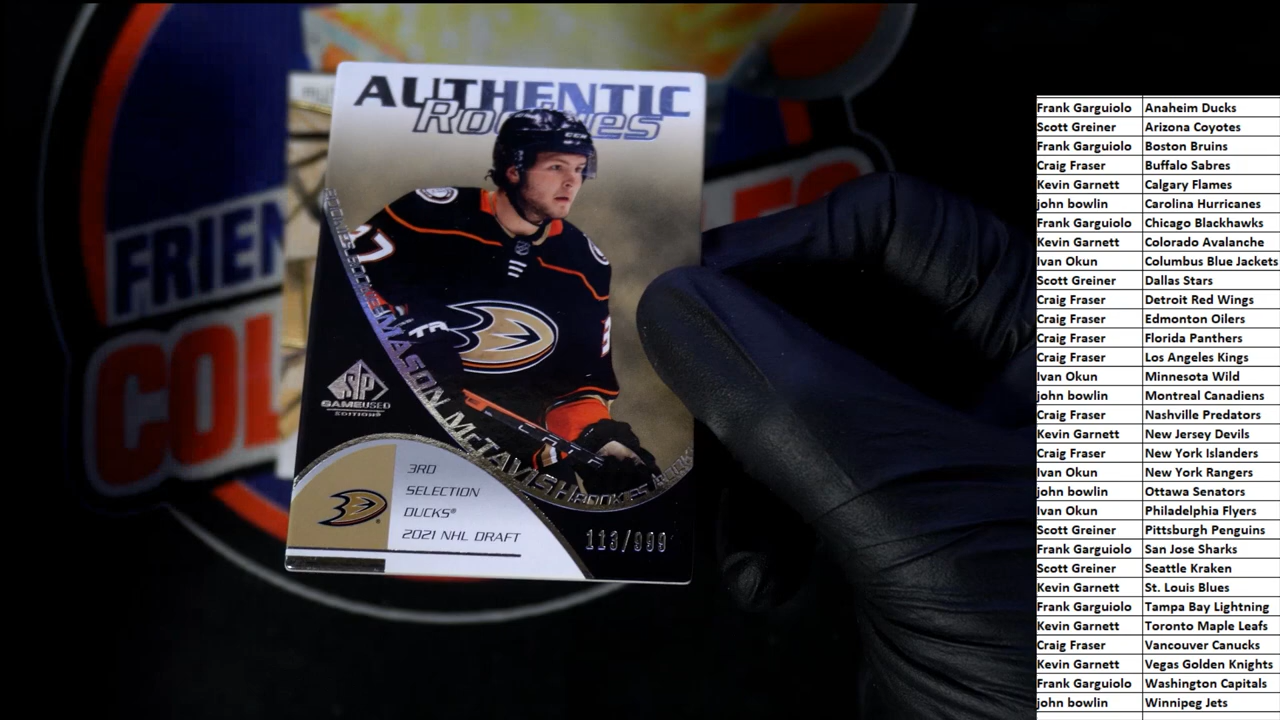 AUTHENTIC
Rookies
MASON McTAVISH
SP
GAME USED
EDITION
3RD
SELECTION
DUCKS®
2021 NHL DRAFT
113/999
CCM
FRIEN
COL
Frank Garguiolo Anaheim Ducks
Scott Greiner Arizona Coyotes
Frank Garguiolo Boston Bruins
Craig Fraser Buffalo Sabres
Kevin Garnett Calgary Flames
john bowlin Carolina Hurricanes
Frank Garguiolo Chicago Blackhawks
Kevin Garnett Colorado Avalanche
Ivan Okun Columbus Blue Jackets
Scott Greiner Dallas Stars
Craig Fraser Detroit Red Wings
Craig Fraser Edmonton Oilers
Craig Fraser Florida Panthers
Craig Fraser Los Angeles Kings
Ivan Okun Minnesota Wild
john bowlin Montreal Canadiens
Craig Fraser Nashville Predators
Kevin Garnett New Jersey Devils
Craig Fraser New York Islanders
Ivan Okun New York Rangers
john bowlin Ottawa Senators
Ivan Okun Philadelphia Flyers
Scott Greiner Pittsburgh Penguins
Frank Garguiolo San Jose Sharks
Scott Greiner Seattle Kraken
Kevin Garnett St. Louis Blues
Frank Garguiolo Tampa Bay Lightning
Kevin Garnett Toronto Maple Leafs
Craig Fraser Vancouver Canucks
Kevin Garnett Vegas Golden Knights
Frank Garguiolo Washington Capitals
john bowlin Winnipeg Jets